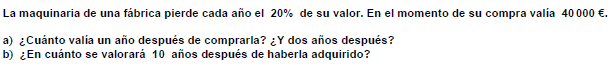 La maquinaria de una fábrica pierde cada año el 20% de su valor. En el momento de su compra valía 40 000 €.
a) ¿Cuánto valía un año después de comprarla? ¿Y dos años después?
b) ¿En cuánto se valorará 10 años después de haberla adquirido?